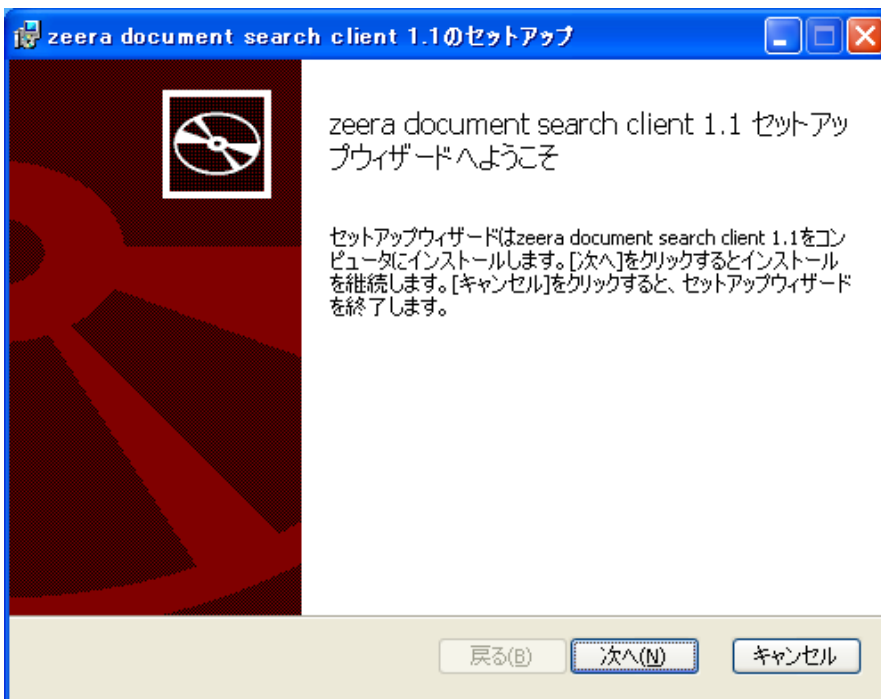 zeera document search client 1.1のセットアップ
zeera document search client 1.1 セットアッ
プウィザードへようこそ
セットアップウィザードはzeera document search client 1.1をコン
ピュータにインストールします。[次へ]をクリックするとインストール
を継続します。[キャンセル]をクリックすると、セットアップウィザード
を終了します。
戻る(B) 次へ(N) キャンセル